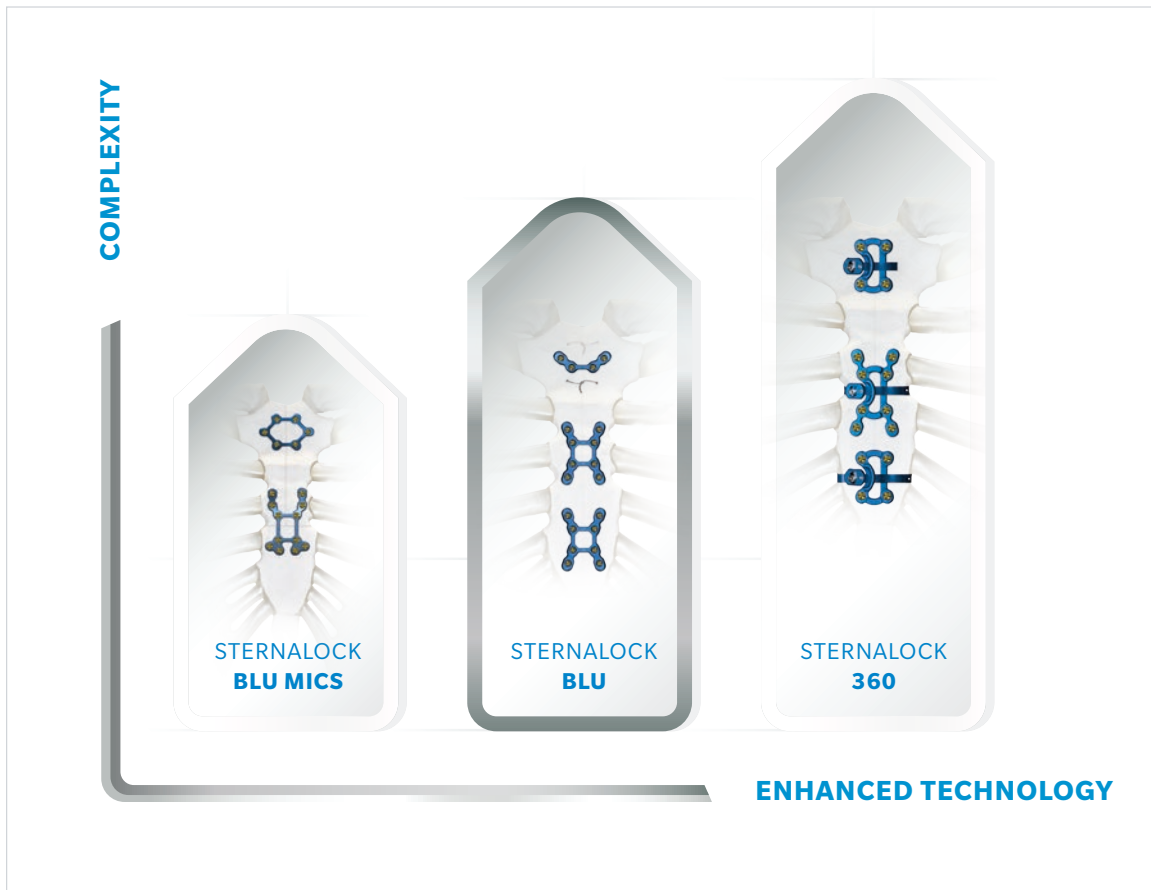 COMPLEXITY
STERNALOCK
BLU MICS
STERNALOCK
BLU
STERNALOCK
360
ENHANCED TECHNOLOGY